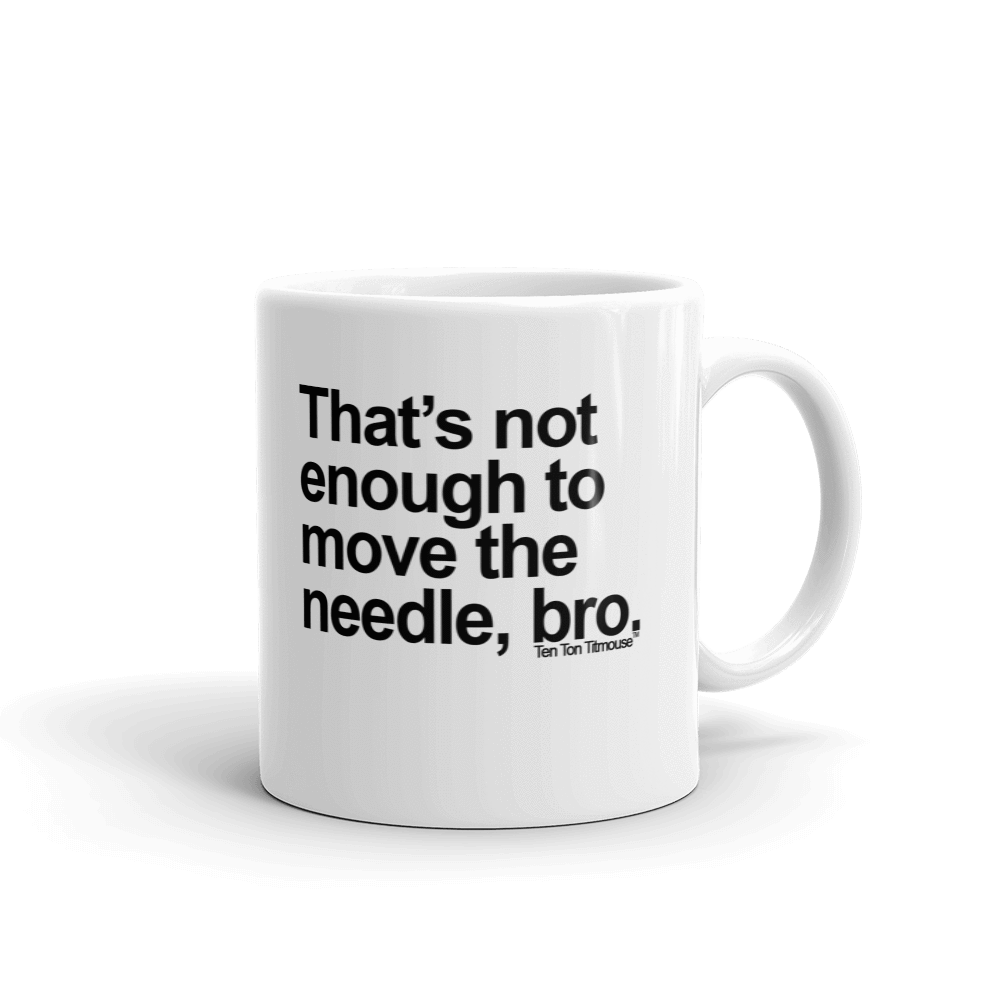 That’s not
enough to
move the
needle, bro.
Ten Ton Titmouse™